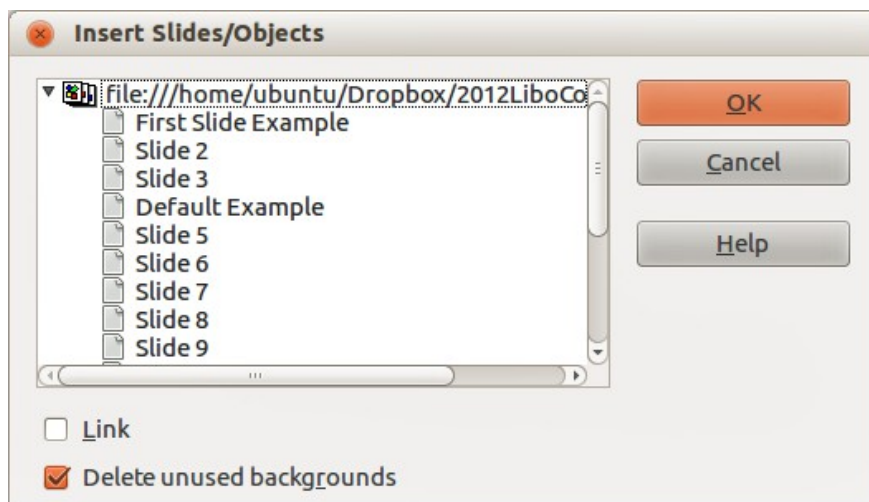 Insert Slides/Objects
file:///home/ubuntu/Dropbox/2012LiboCo
First Slide Example
Slide 2
Slide 3
Default Example
Slide 5
Slide 6
Slide 7
Slide 8
Slide 9
OK
Cancel
Help
Link
Delete unused backgrounds